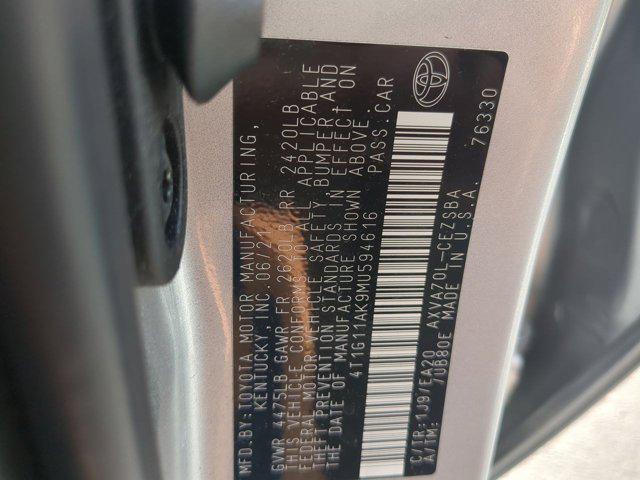 MFD.BY:TOYOTA MOTOR MANUFACTURING,
KENTUCKY, INC. 06/21
GVWR 4475LB GAWR FR 2620LB RR 2420LB
THIS VEHICLE CONFORMS TO ALL APPLICABLE
FEDERAL MOTOR VEHICLE SAFETY, BUMPER, AND
THEFT PREVENTION STANDARDS IN EFFECT ON
THE DATE OF MANUFACTURE SHOWN ABOVE.
4T1G11AK9MU594616 PASS.CAR
C/TR:1J9/EA20 AXVA70L-CEZSBA
A/TM: /UB80E MADE IN U.S.A. 76330